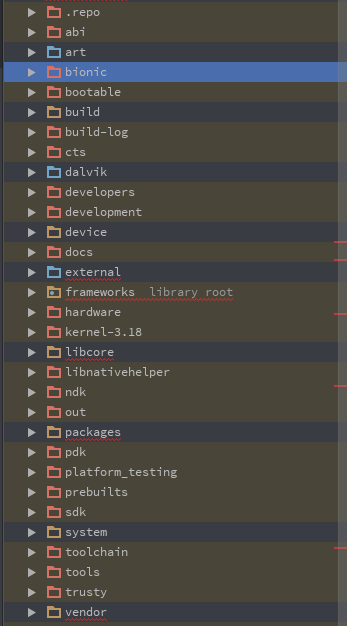 .repo
abi
art
bionic
bootable
build
build-log
cts
dalvik
developers
development
device
docs
external
frameworks library root
hardware
kernel-3.18
libcore
libnativehelper
ndk
out
packages
pdk
platform_testing
prebuilts
sdk
system
toolchain
tools
trusty
vendor